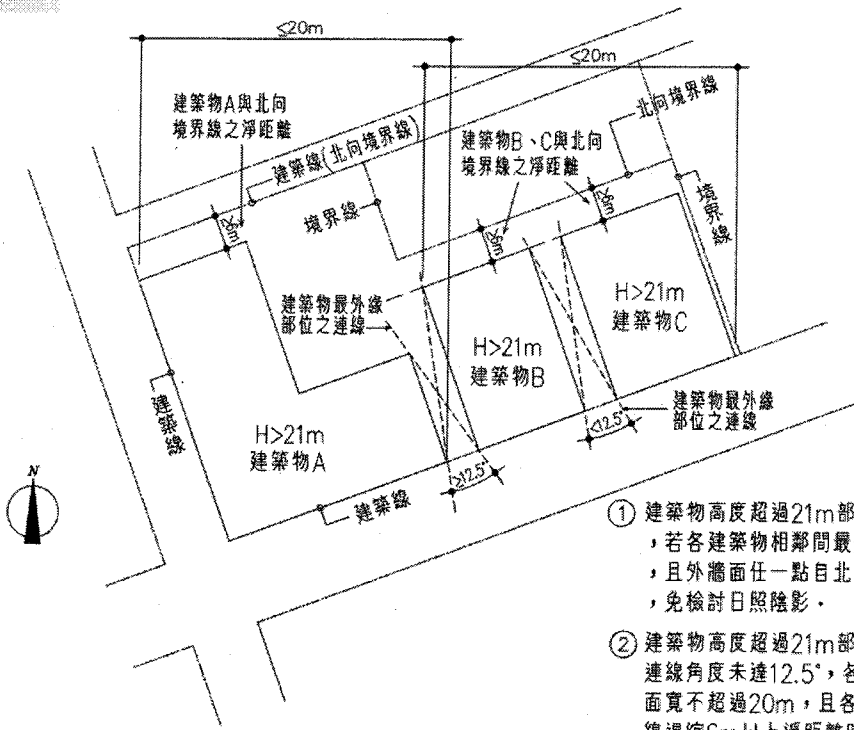 ≤20m
≤20m
建築物A與北向
境界線之淨距離
建築線(北向境界線)
建築物B、C與北向
境界線之淨距離
北向境界線
境界線
境界線
≥6m
≥6m
≥6m
建築物最外緣
部位之連線
H>21m
建築物C
H>21m
建築物B
建築線
H>21m
建築物A
建築物最外緣
部位之連線
<12.5°
≥12.5°
建築線
N
① 建築物高度超過21m部
，若各建築物相鄰間最
，且外牆面任一點自北
，免檢討日照陰影．
② 建築物高度超過21m部
連線角度未達12.5°，各
面寬不超過20m，且各